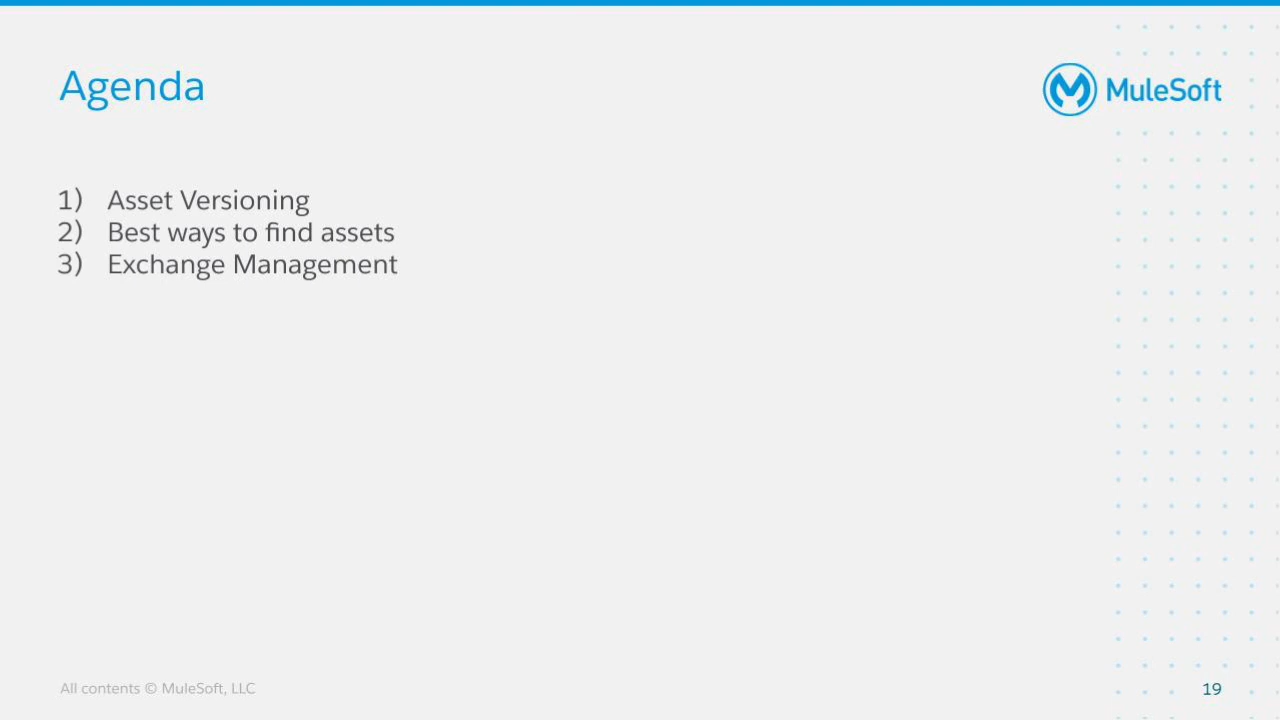 Agenda
MuleSoft
1) Asset Versioning
2) Best ways to find assets
3) Exchange Management
All contents © MuleSoft, LLC
19